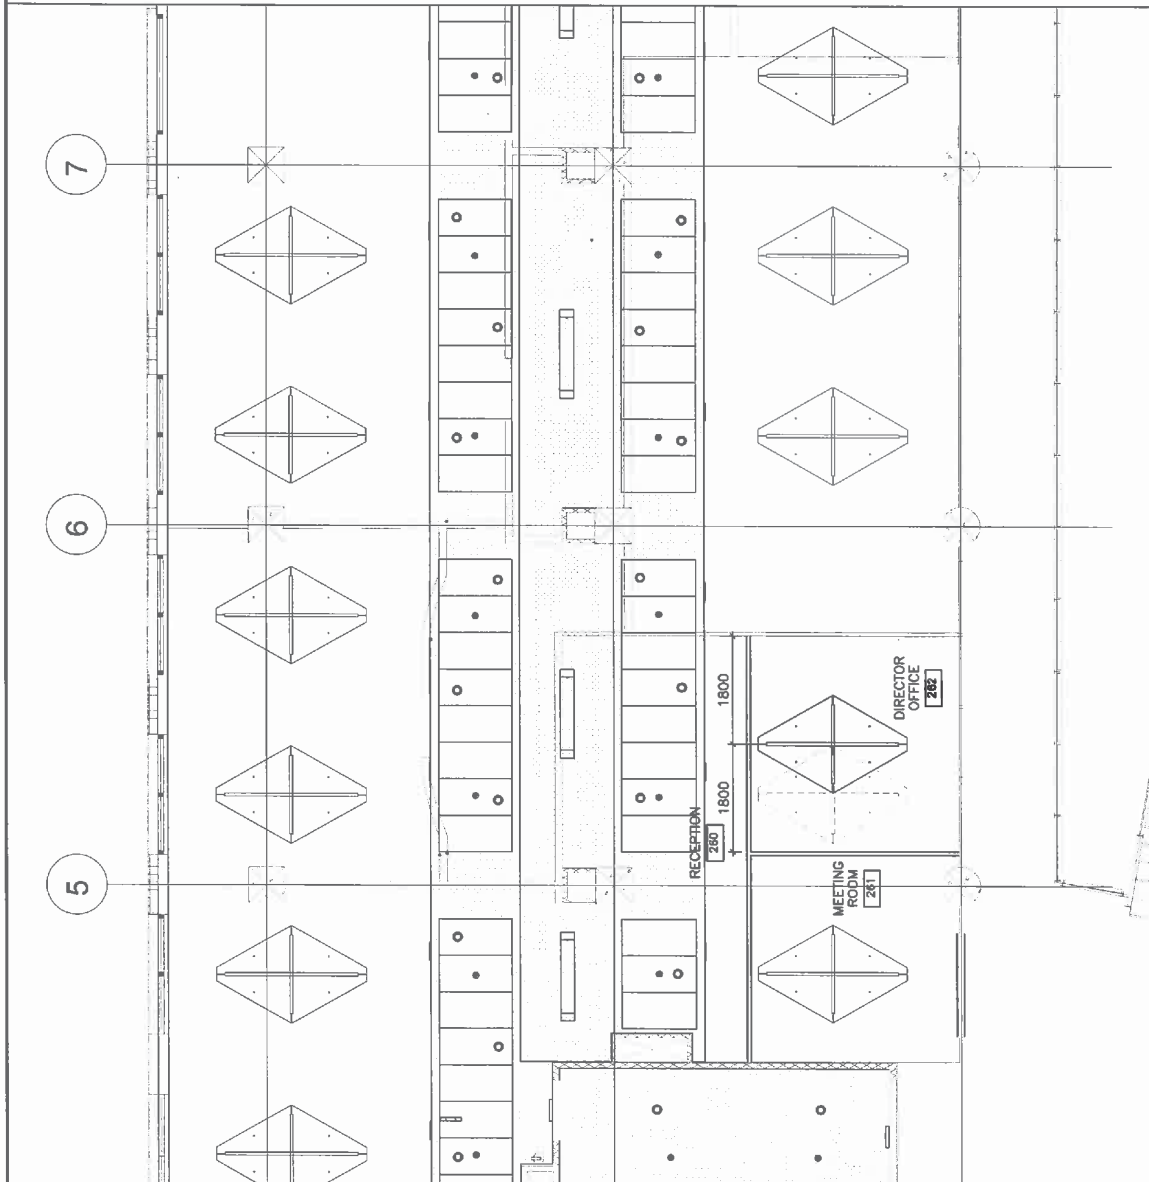 7
6
5
1800
1800
DIRECTOR
OFFICE
262
RECEPTION
260
MEETING
ROOM
261